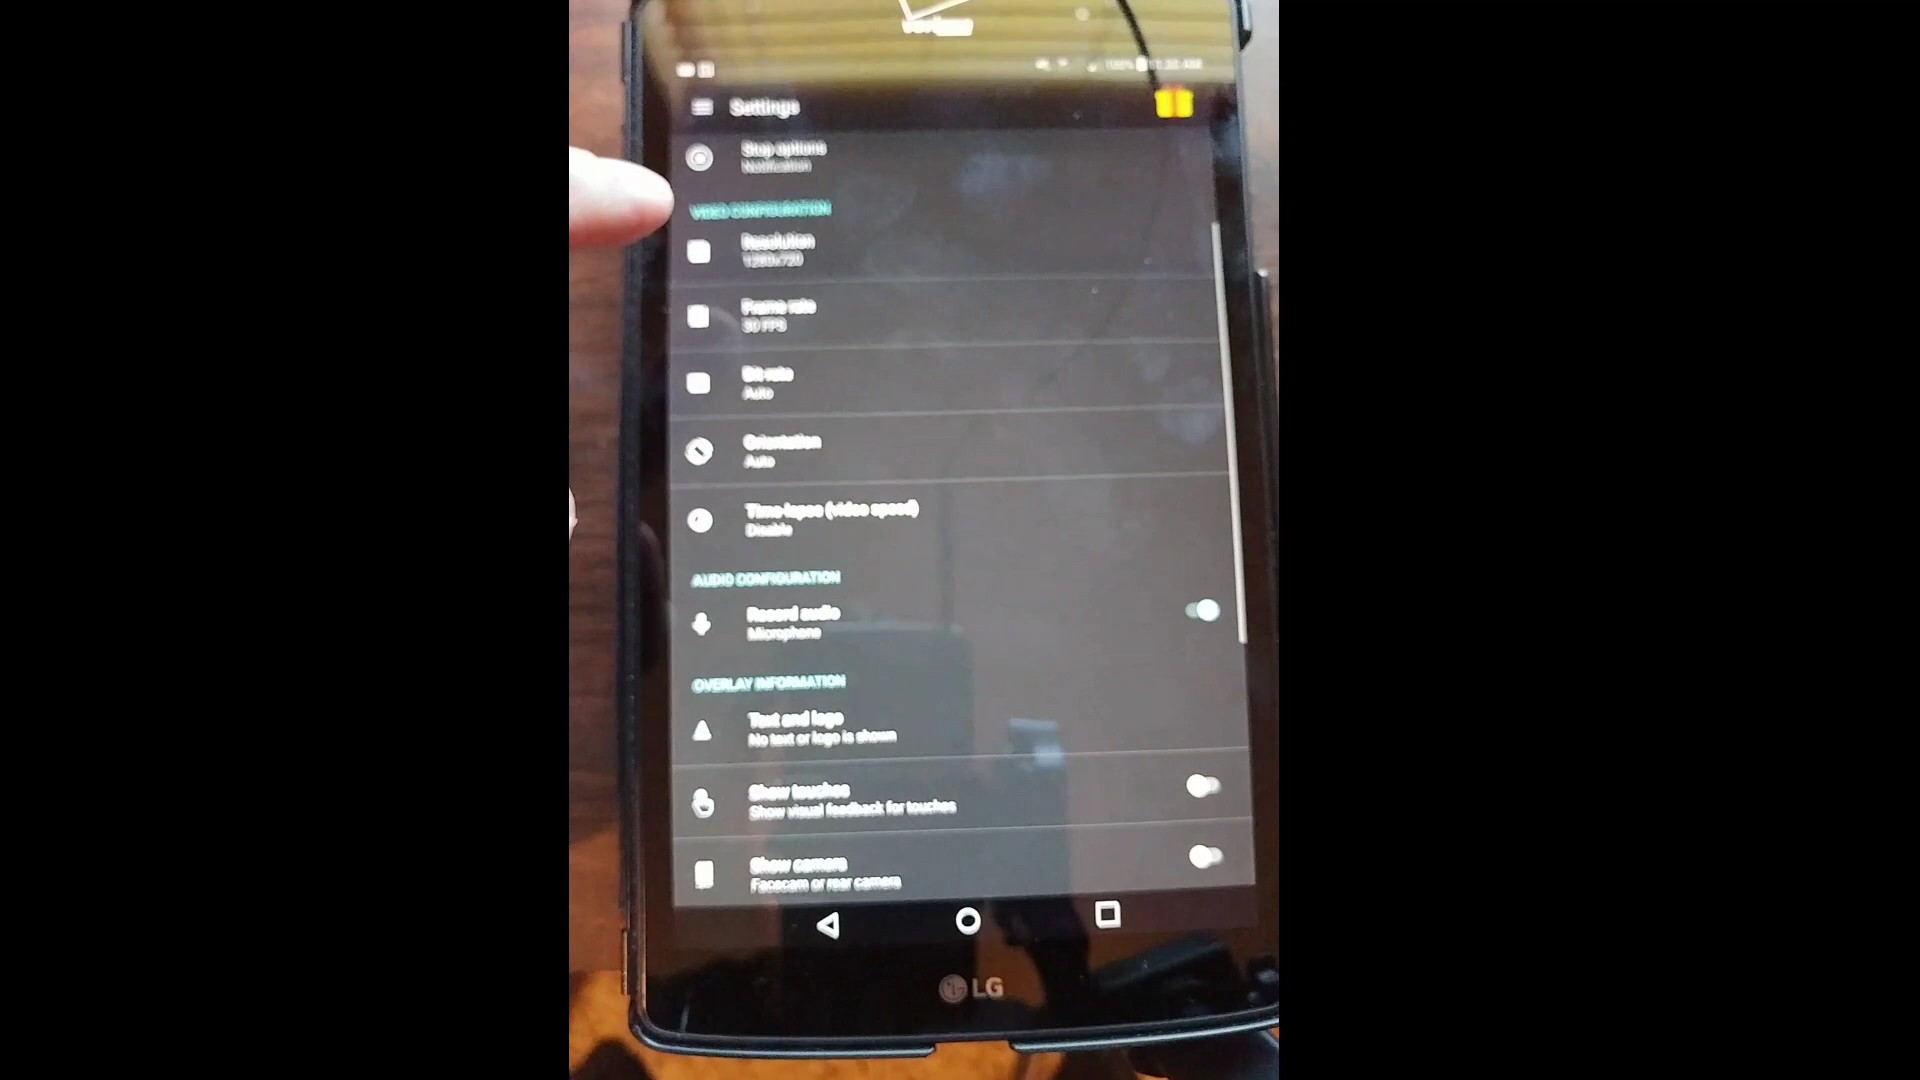 verizon
100%
Settings
Stop options
Notification
VIDEO CONFIGURATION
Resolution
1280x720
Frame rate
30 FPS
Bit rate
Auto
Orientation
Auto
Time-lapse (video speed)
Disable
AUDIO CONFIGURATION
Record audio
Microphone
OVERLAY INFORMATION
Text and logo
No text or logo is shown
Show touches
Show visual feedback for touches
Show camera
Facecam or rear camera
LG